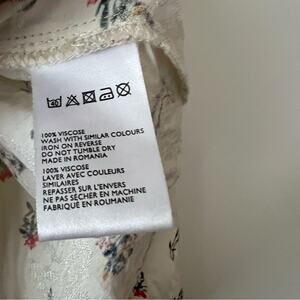 40
100% VISCOSE
WASH WITH SIMILAR COLOURS
IRON ON REVERSE
DO NOT TUMBLE DRY
MADE IN ROMANIA
100% VISCOSE
LAVER AVEC COULEURS
SIMILAIRES
REPASSER SUR L'ENVERS
NE PAS SÉCHER EN MACHINE
FABRIQUÉ EN ROUMANIE